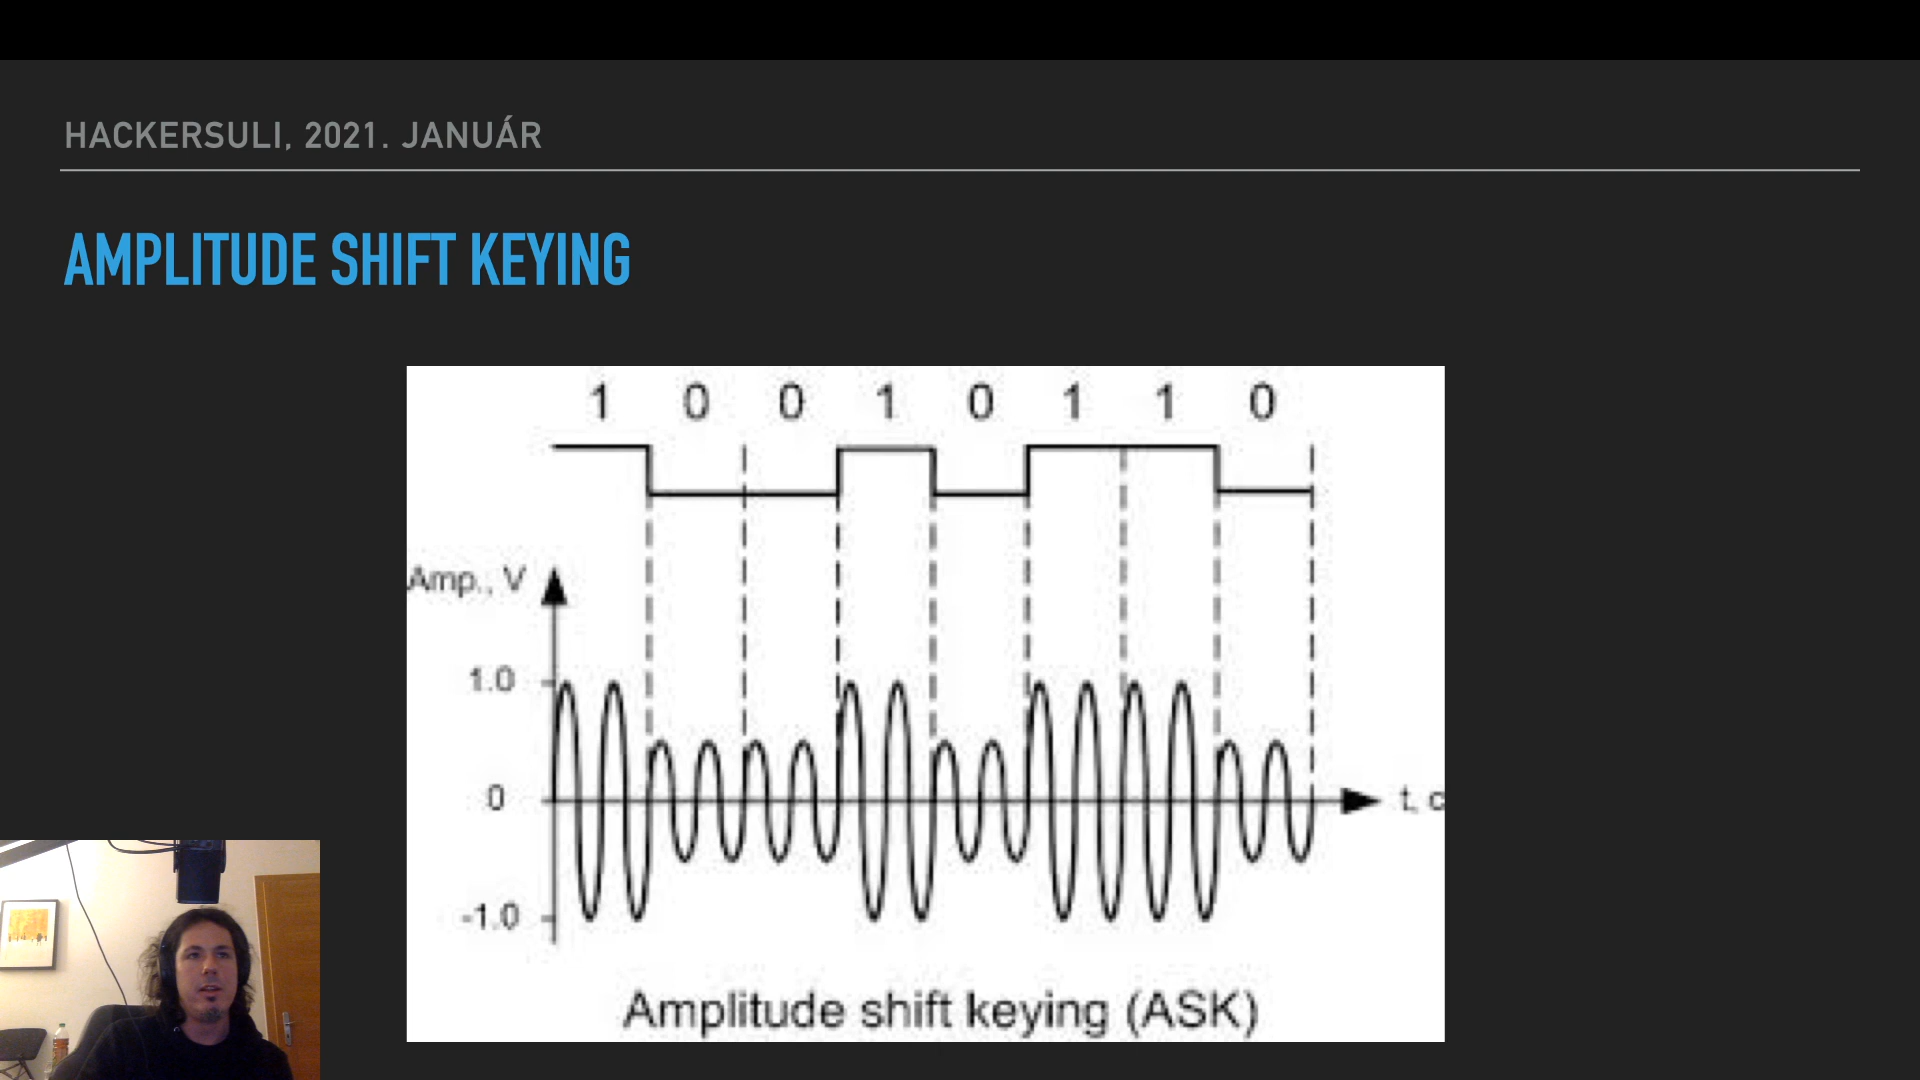 HACKERSULI, 2021. JANUÁR
AMPLITUDE SHIFT KEYING
1 0 0 1 0 1 1 0
Amp., V
1.0
0
t, c
-1.0
Amplitude shift keying (ASK)